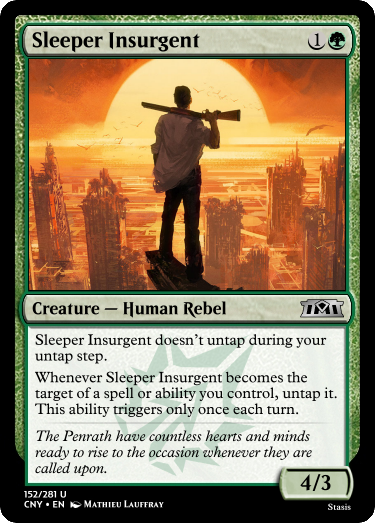 Sleeper Insurgent
1
Creature — Human Rebel
Sleeper Insurgent doesn't untap during your
untap step.
Whenever Sleeper Insurgent becomes the
target of a spell or ability you control, untap it.
This ability triggers only once each turn.
The Penrath have countless hearts and minds
ready to rise to the occasion whenever they are
called upon.
4/3
152/281 U
CNY • EN Mathieu Lauffray
Stasis